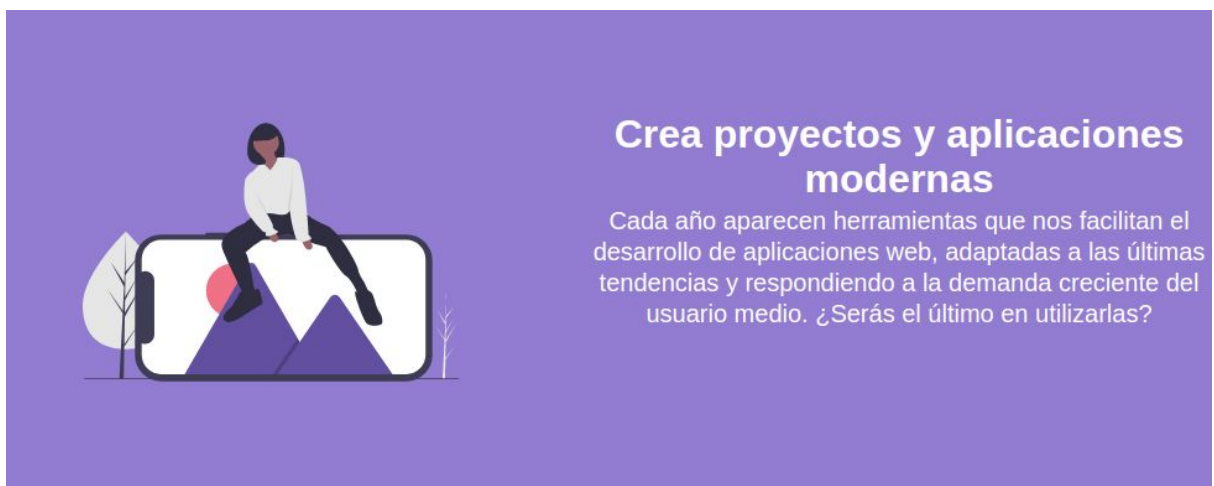 Crea proyectos y aplicaciones
modernas
Cada año aparecen herramientas que nos facilitan el
desarrollo de aplicaciones web, adaptadas a las últimas
tendencias y respondiendo a la demanda creciente del
usuario medio. ¿Serás el último en utilizarlas?